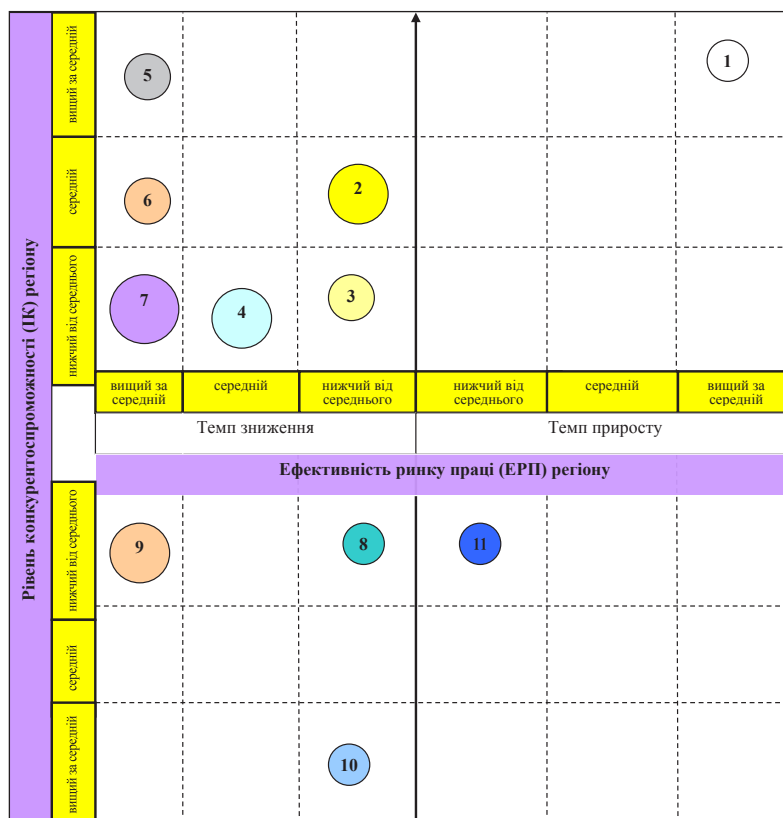 Рівень конкурентоспроможності (ІК) регіону
вищий за середній
5
1
середній
6
2
нижчий від середнього
7
4
3
вищий за
середній
середній
нижчий від
середнього
нижчий від
середнього
середній
вищий за
середній
Темп зниження
Темп приросту
Ефективність ринку праці (ЕРП) регіону
нижчий від середнього
9
8
11
середній
вищий за середній
10